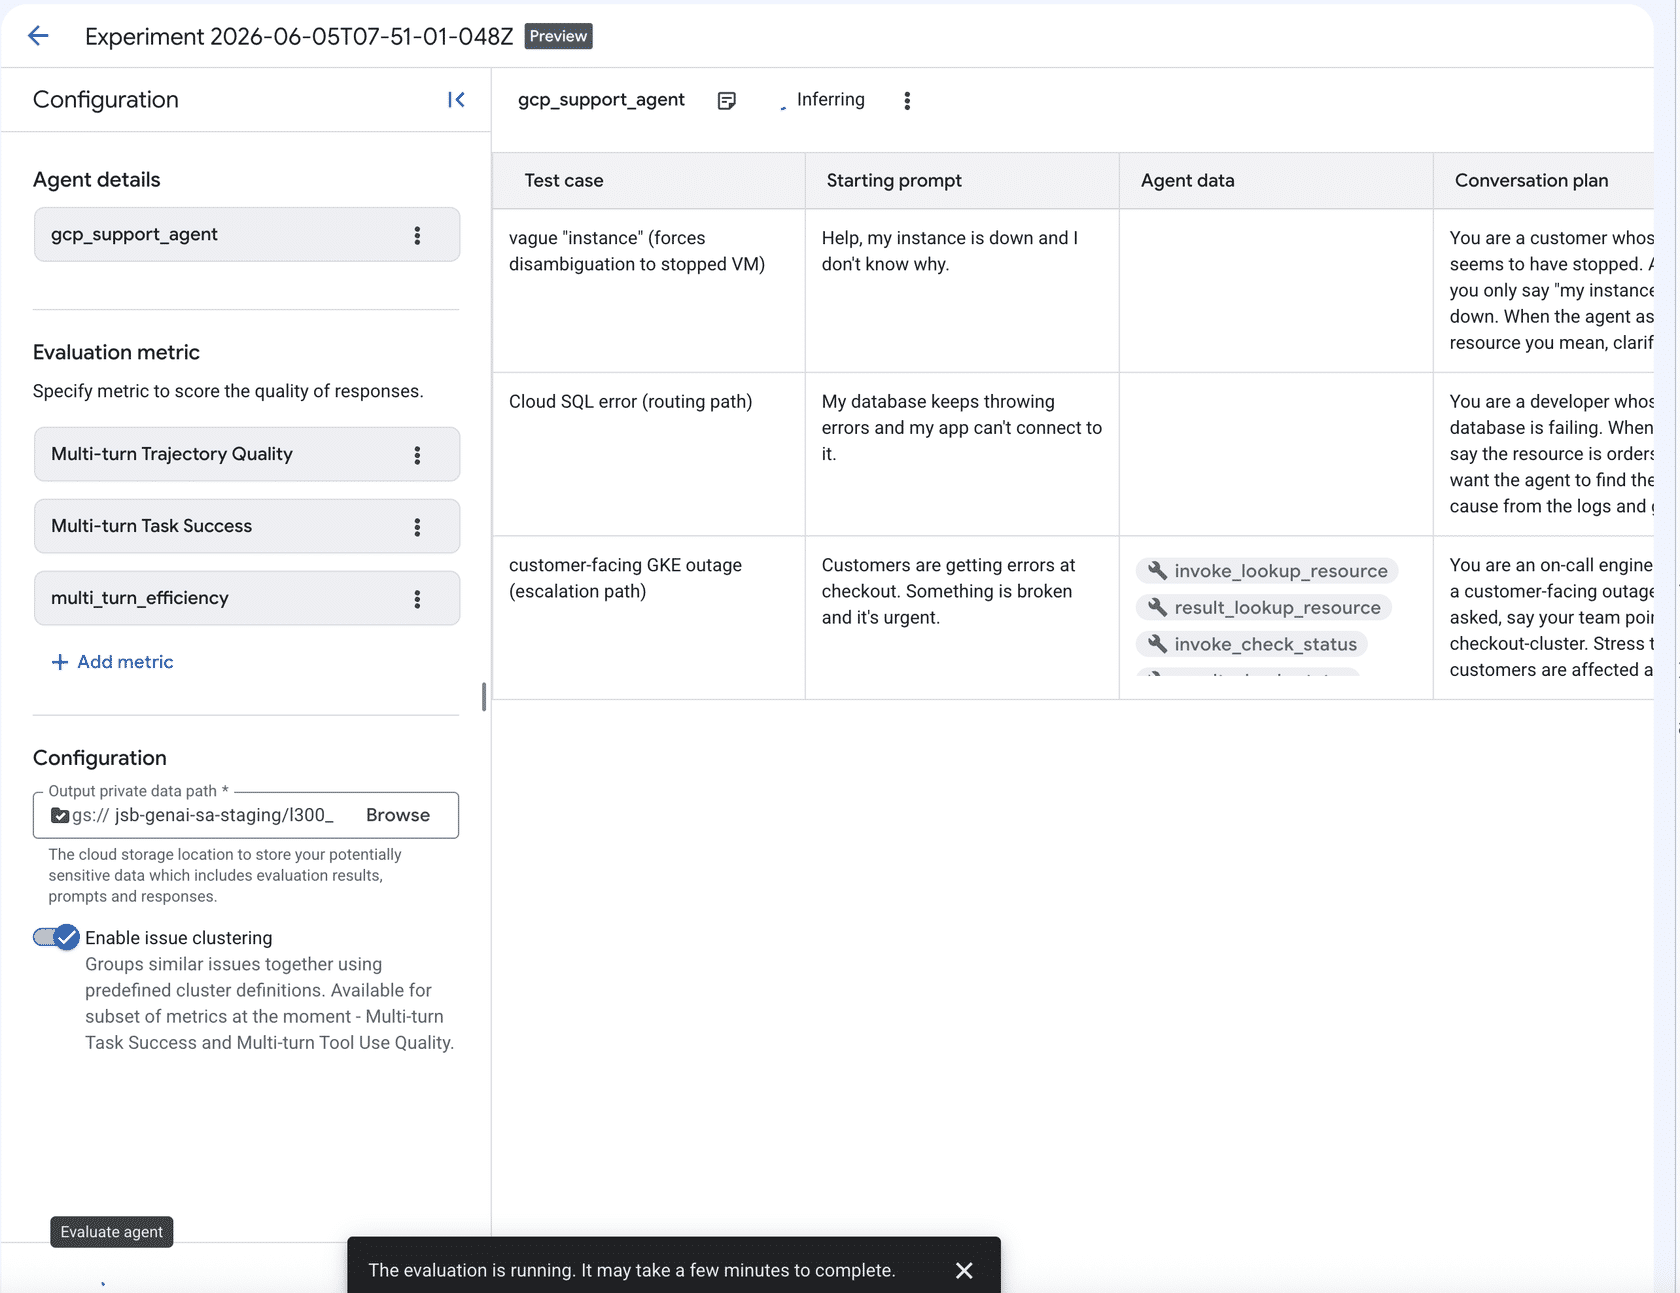 Experiment 2026-06-05T07-51-01-048Z Preview
Configuration
gcp_support_agent Inferring
Agent details
gcp_support_agent
Evaluation metric
Specify metric to score the quality of responses.
Multi-turn Trajectory Quality
Multi-turn Task Success
multi_turn_efficiency
+ Add metric
Configuration
Output private data path *
gs:// jsb-genai-sa-staging/l300_ Browse
The cloud storage location to store your potentially
sensitive data which includes evaluation results,
prompts and responses.
Enable issue clustering
Groups similar issues together using
predefined cluster definitions. Available for
subset of metrics at the moment - Multi-turn
Task Success and Multi-turn Tool Use Quality.
Evaluate agent
Test case Starting prompt Agent data Conversation plan
vague "instance" (forces
disambiguation to stopped VM)
Help, my instance is down and I
don't know why.
You are a customer whos
seems to have stopped.
you only say "my instance
down. When the agent as
resource you mean, clarif
Cloud SQL error (routing path)
My database keeps throwing
errors and my app can't connect to
it.
You are a developer whos
database is failing. When
say the resource is orders
want the agent to find the
cause from the logs and
customer-facing GKE outage
(escalation path)
Customers are getting errors at
checkout. Something is broken
and it's urgent.
invoke_lookup_resource
result_lookup_resource
invoke_check_status
You are an on-call engine
a customer-facing outage
asked, say your team poi
checkout-cluster. Stress t
customers are affected a
The evaluation is running. It may take a few minutes to complete.